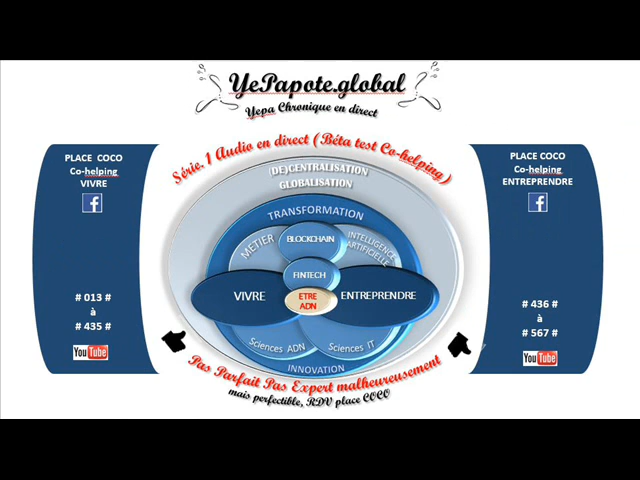 YePapote.global
Yepa Chronique en direct
Série, 1 Audio en direct (Béta test Co-helping)
PLACE COCO
Co-helping
VIVRE
f
# 013 #
à
# 435 #
YouTube
(DE)CENTRALISATION
GLOBALISATION
TRANSFORMATION
METIER
BLOCKCHAIN
INTELLIGENCE
ARTIFICIELLE
FINTECH
VIVRE
ETRE
ADN
ENTREPRENDRE
Sciences ADN
Sciences IT
INNOVATION
Pas Parfait Pas Expert malheureusement
mais perfectible, RDV place COCO
PLACE COCO
Co-helping
ENTREPRENDRE
f
# 436 #
à
# 567 #
YouTube